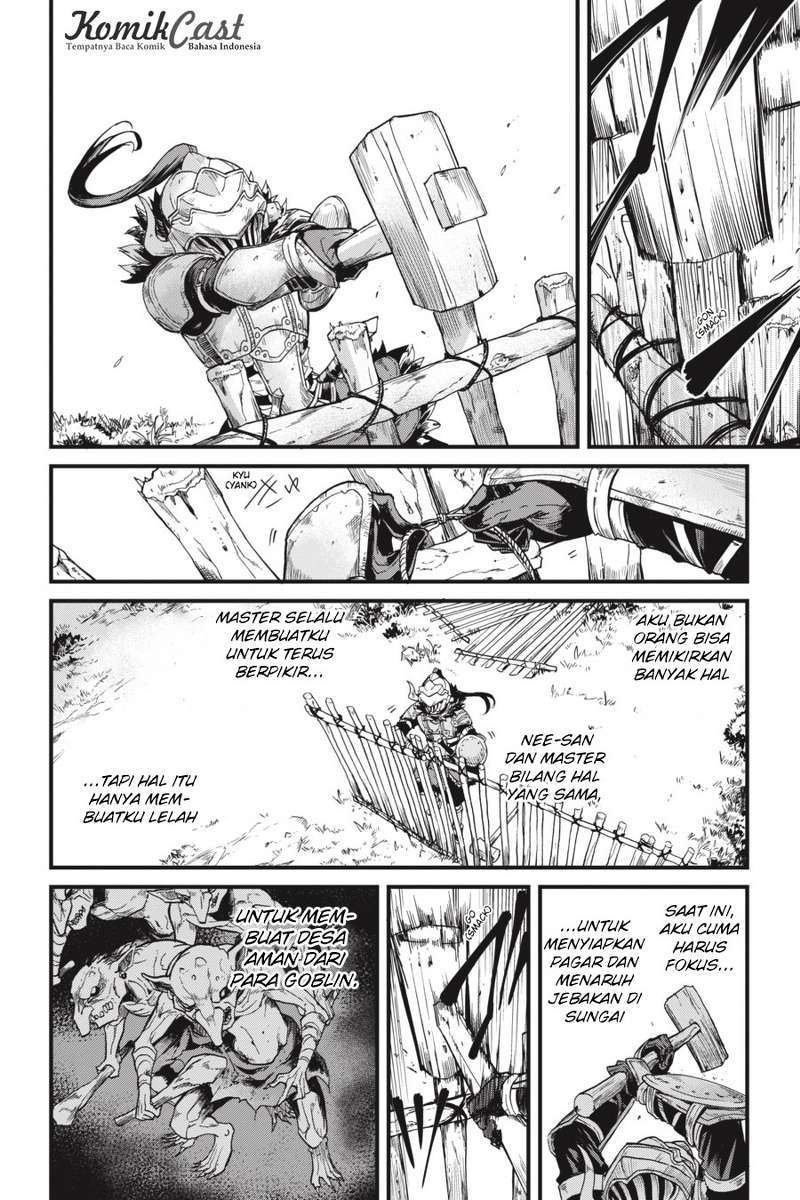 KomikCast
Tempatnya Baca Komik Bahasa Indonesia
GON
(SMACK)
KYU
(YANK)
AKU BUKAN
ORANG BISA
MEMIKIRKAN
BANYAK HAL
NEE-SAN
DAN MASTER
BILANG HAL
YANG SAMA,
MASTER SELALU
MEMBUATKU
UNTUK TERUS
BERPIKIR...
...TAPI HAL ITU
HANYA MEM-
BUATKU LELAH
SAAT INI,
AKU CUMA
HARUS
FOKUS...
...UNTUK
MENYIAPKAN
PAGAR DAN
MENARUH
JEBAKAN DI
SUNGAI
GO
(SMACK)
UNTUK MEM-
BUAT DESA
AMAN DARI
PARA GOBLIN.